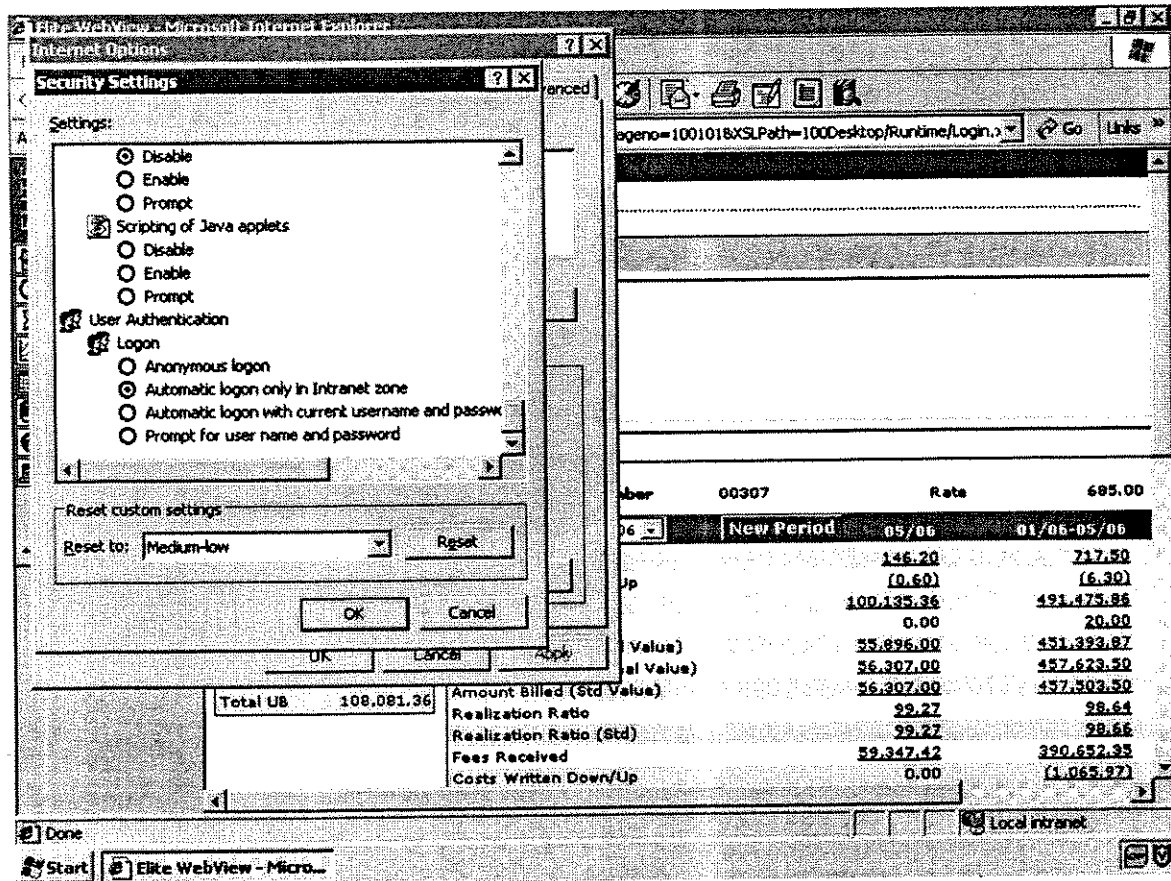 Elite WebView - Microsoft Internet Explorer
Internet Options
Security Settings
anced
Settings:
Disable
Enable
Prompt
Scripting of Java applets
Disable
Enable
Prompt
User Authentication
Logon
Anonymous logon
Automatic logon only in Intranet zone
Automatic logon with current username and passw
Prompt for user name and password
Reset custom settings
Reset to: Medium-low Reset
OK Cancel
OK Cancel Apply
ageno=100101&XSLPath=100Desktop/Runtime/Login.x Go Links »
ber 00307 Rate 685.00
06 New Period 05/06 01/06-05/06
146.20 717.50
Up (0.60) (6.30)
100,135.36 491,475.86
0.00 20.00
Value) 55,896.00 451,393.87
al Value) 56,307.00 457,623.50
Total UB 108,081.36
Amount Billed (Std Value) 56,307.00 457,503.50
Realization Ratio 99.27 98.64
Realization Ratio (Std) 99.27 98.66
Fees Received 59,347.42 390,652.35
Costs Written Down/Up 0.00 (1,065.97)
Done Local intranet
Start Elite WebView - Micro...